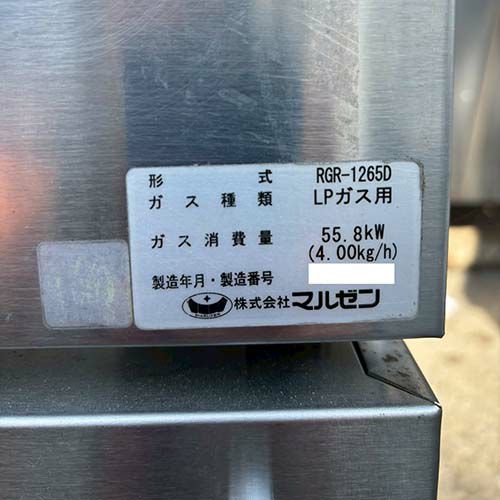 形 式 RGR-1265D
ガス種類 LPガス用
ガス消費量 55.8kW
(4.00kg/h)
製造年月・製造番号
株式会社 マルゼン